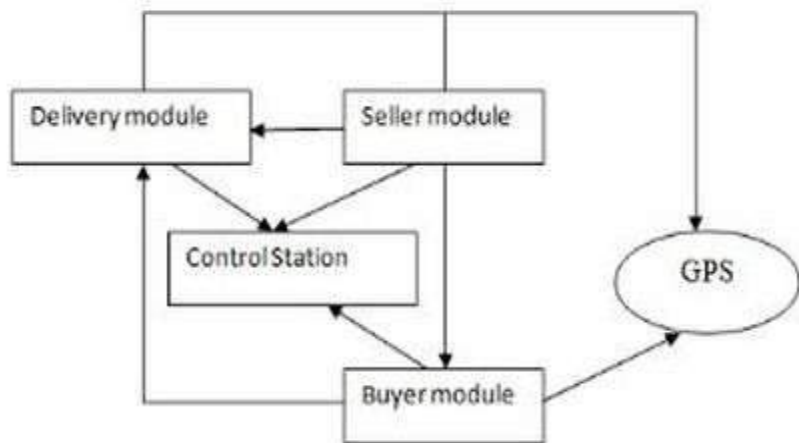 Delivery module
Seller module
Control Station
GPS
Buyer module